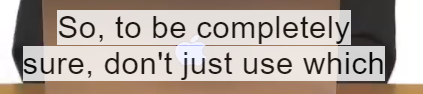 So, to be completely
sure, don't just use which